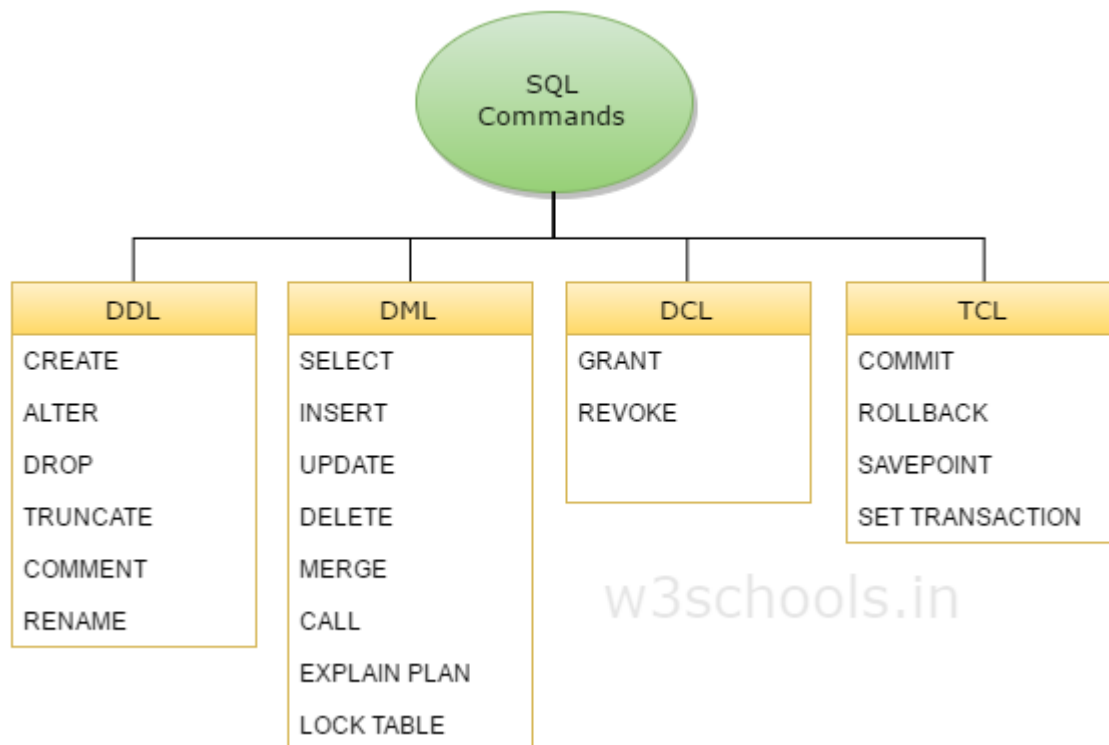 SQL
Commands
DDL
CREATE
ALTER
DROP
TRUNCATE
COMMENT
RENAME
DML
SELECT
INSERT
UPDATE
DELETE
MERGE
CALL
EXPLAIN PLAN
LOCK TABLE
DCL
GRANT
REVOKE
TCL
COMMIT
ROLLBACK
SAVEPOINT
SET TRANSACTION
w3schools.in